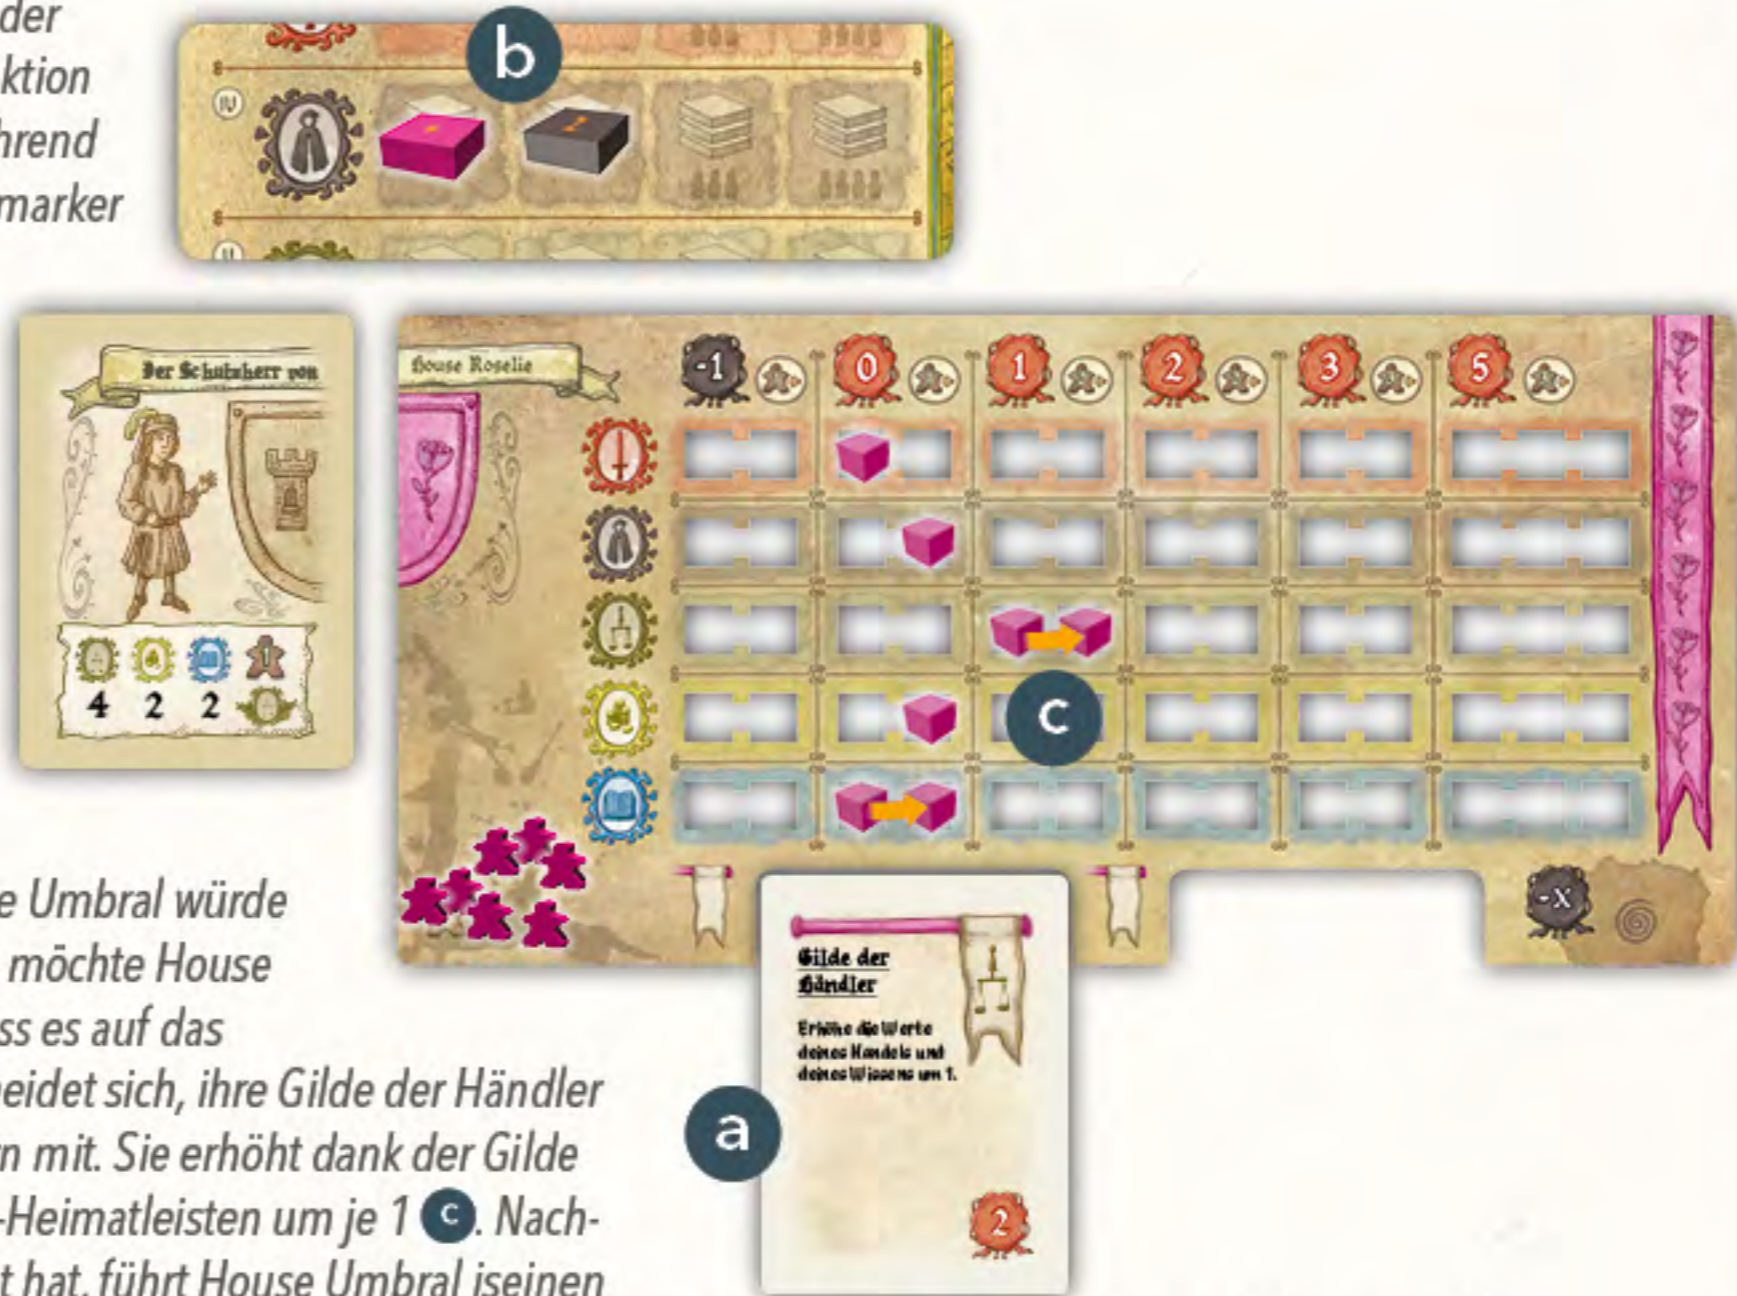 der
ktion
hrend
marker
b
IV
II
Der Schutzherr von
4 2 2
House Roselie
-1 0 1 2 3 5
c
-X
e Umbral würde
möchte House
ss es auf das
eidet sich, ihre Gilde der Händler
n mit. Sie erhöht dank der Gilde
-Heimatleisten um je 1 c. Nach-
t hat, führt House Umbral iseinen
a
Gilde der
Händler
Erhöhe die Werte
deines Handels und
deines Wissens um 1.
2